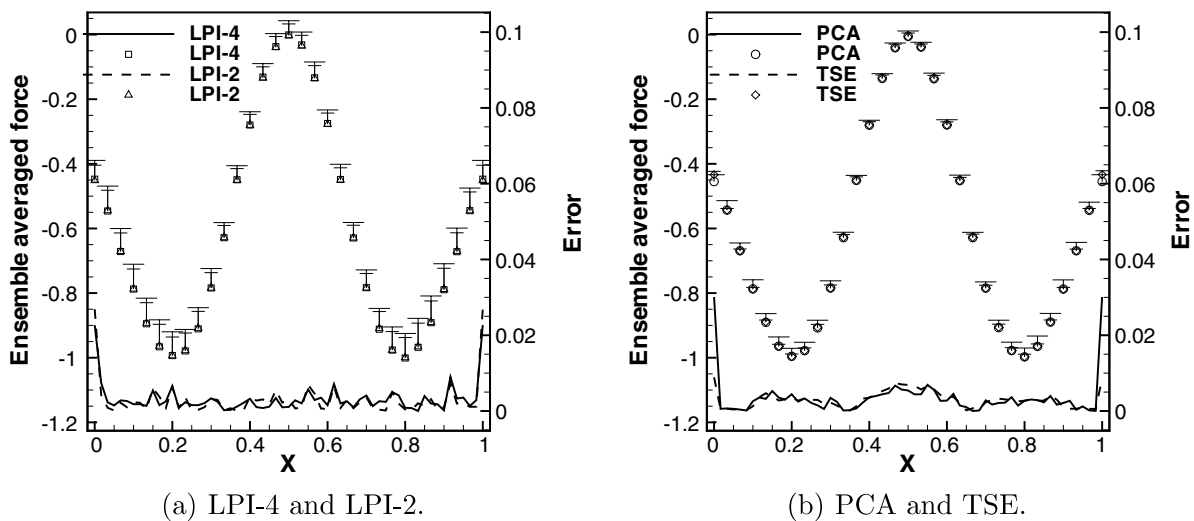 0
-0.2
-0.4
-0.6
-0.8
-1
-1.2
Ensemble averaged force
LPI-4
LPI-4
LPI-2
LPI-2
0.1
0.08
0.06
0.04
0.02
0
Error
0 0.2 0.4 0.6 0.8 1
X
(a) LPI-4 and LPI-2.
0
-0.2
-0.4
-0.6
-0.8
-1
-1.2
Ensemble averaged force
PCA
PCA
TSE
TSE
0.1
0.08
0.06
0.04
0.02
0
Error
0 0.2 0.4 0.6 0.8 1
X
(b) PCA and TSE.